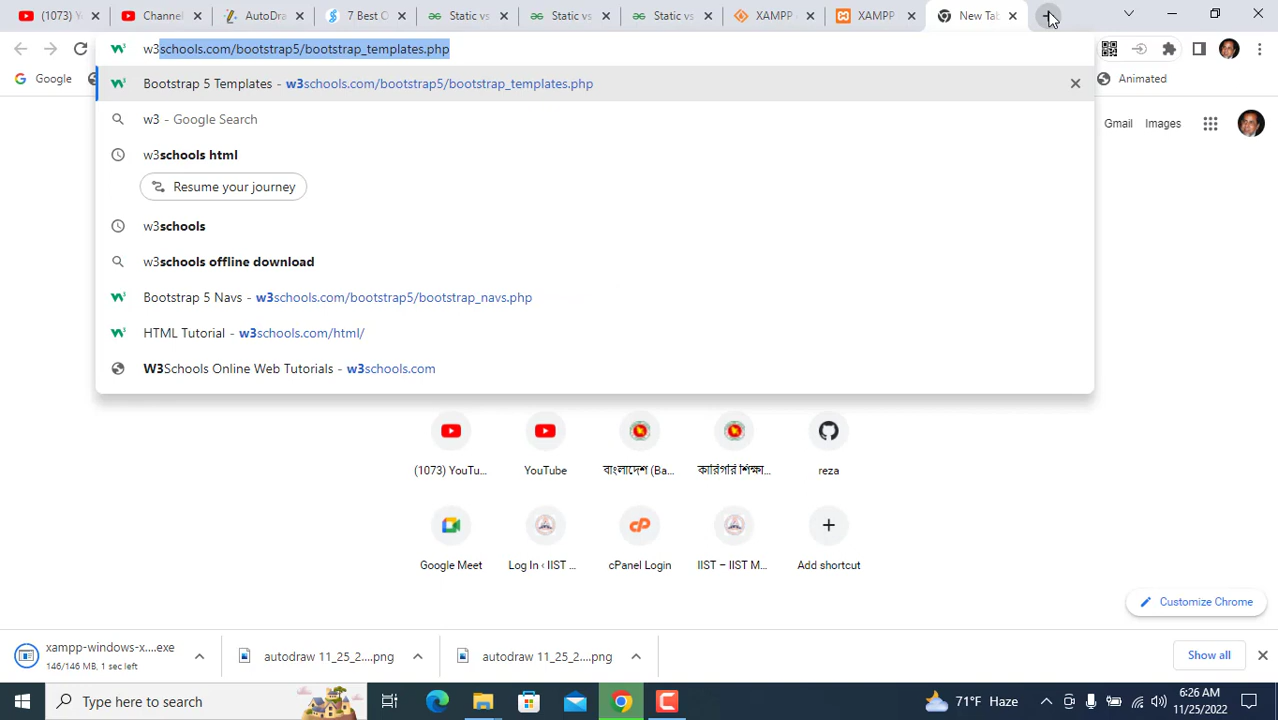 (1073) Y
Channel
AutoDra
7 Best C
Static vs
Static vs
Static vs
XAMPP
XAMPP
New Tab
w3schools.com/bootstrap5/bootstrap_templates.php
Bootstrap 5 Templates - w3schools.com/bootstrap5/bootstrap_templates.php
w3 - Google Search
w3schools html
Resume your journey
w3schools
w3schools offline download
Bootstrap 5 Navs - w3schools.com/bootstrap5/bootstrap_navs.php
HTML Tutorial - w3schools.com/html/
W3Schools Online Web Tutorials - w3schools.com
Google
Animated
Gmail Images
(1073) YouTu...
YouTube
বাংলাদেশ (Ba...
কারিগরি শিক্ষা...
reza
Google Meet
Log In ‹ IIST ...
cPanel Login
IIST – IIST M...
Add shortcut
Customize Chrome
xampp-windows-x....exe
146/146 MB, 1 sec left
autodraw 11_25_2....png
autodraw 11_25_2....png
Show all
Type here to search
71°F Haze
6:26 AM
11/25/2022